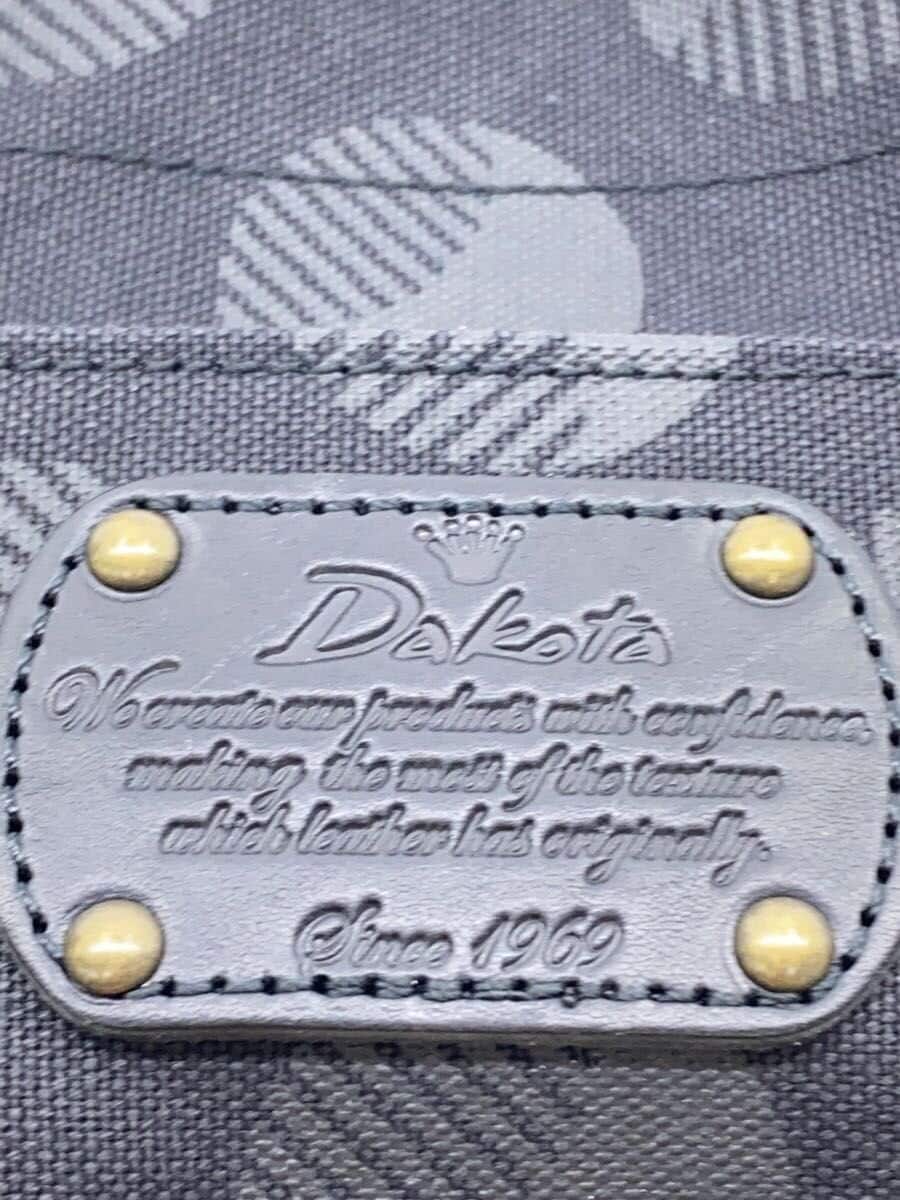 Dakota
We create our products with confidence,
making the most of the texture
which leather has originally.
Since 1969